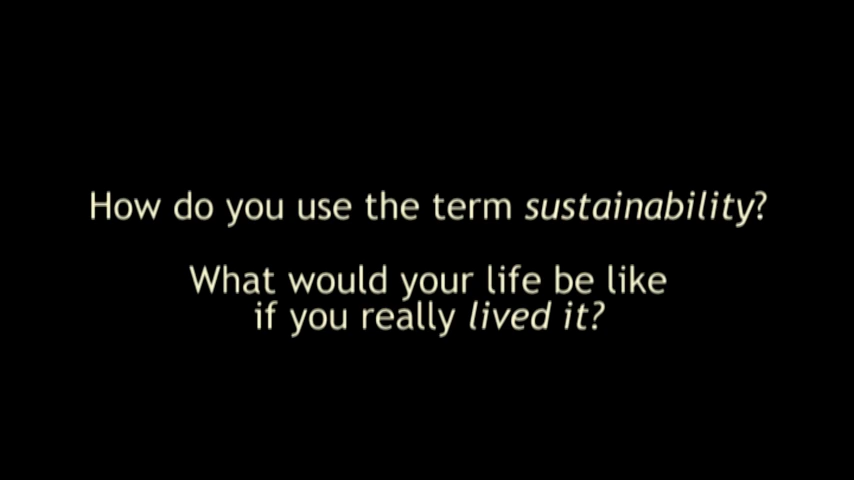 How do you use the term sustainability?
What would your life be like
if you really lived it?